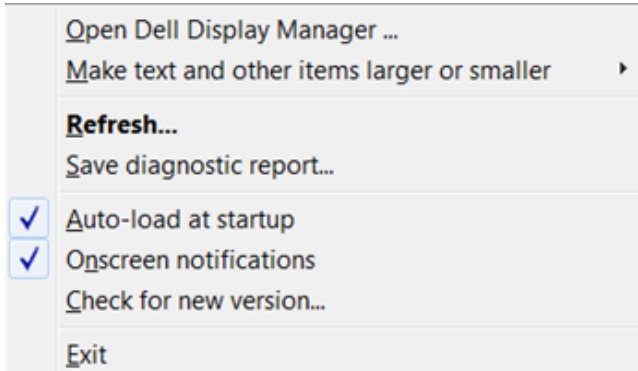 Open Dell Display Manager ...
Make text and other items larger or smaller
Refresh...
Save diagnostic report...
Auto-load at startup
Onscreen notifications
Check for new version...
Exit